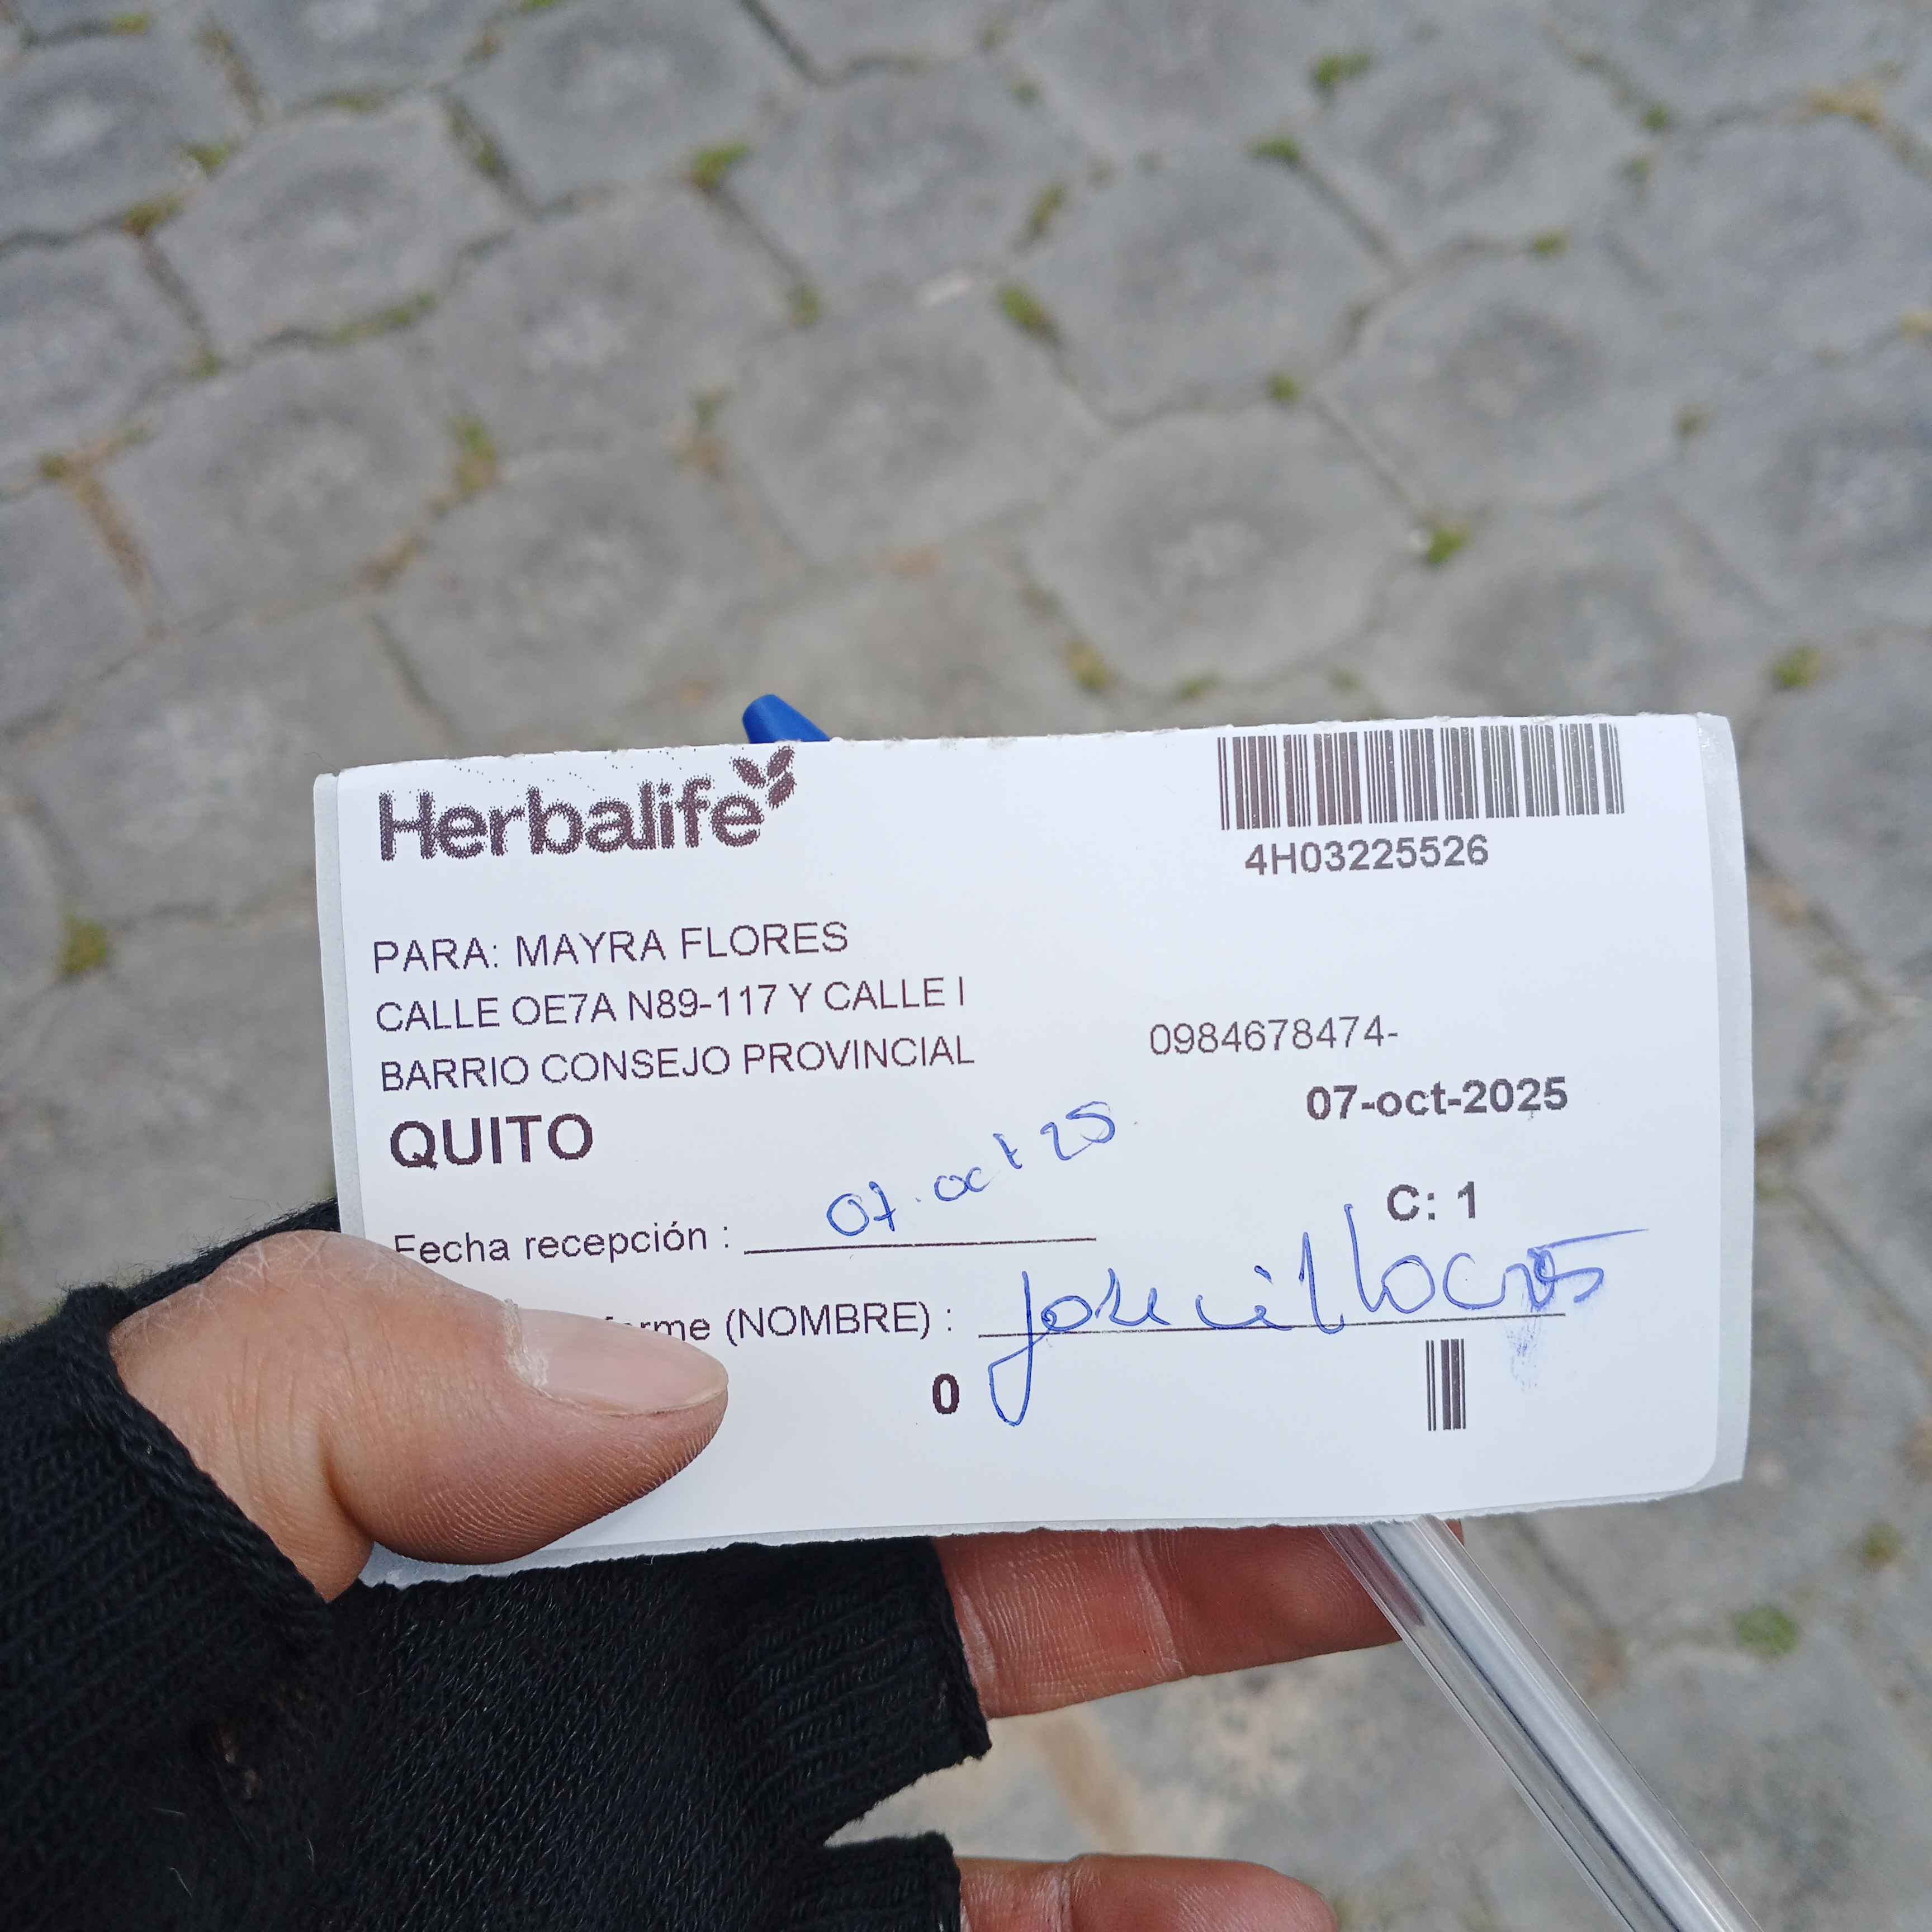 Herbalife
4H03225526
PARA: MAYRA FLORES
CALLE OE7A N89-117 Y CALLE I
BARRIO CONSEJO PROVINCIAL
0984678474-
QUITO
07-oct-2025
C: 1
Fecha recepción : 07.oct 25
(NOMBRE) :
0